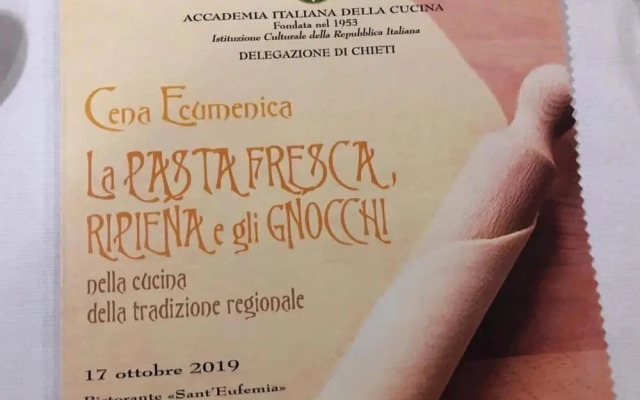 ACCADEMIA ITALIANA DELLA CUCINA
Fondata nel 1953
Istituzione Culturale della Repubblica Italiana
DELEGAZIONE DI CHIETI
Cena Ecumenica
La PASTA FRESCA,
RIPIENA e gli GNOCCHI
nella cucina
della tradizione regionale
17 ottobre 2019
Ristorante «Sant'Eufemia»